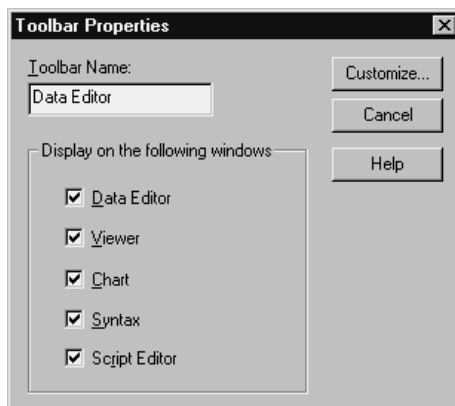 Toolbar Properties
Toolbar Name:
Data Editor
Customize...
Cancel
Help
Display on the following windows
Data Editor
Viewer
Chart
Syntax
Script Editor